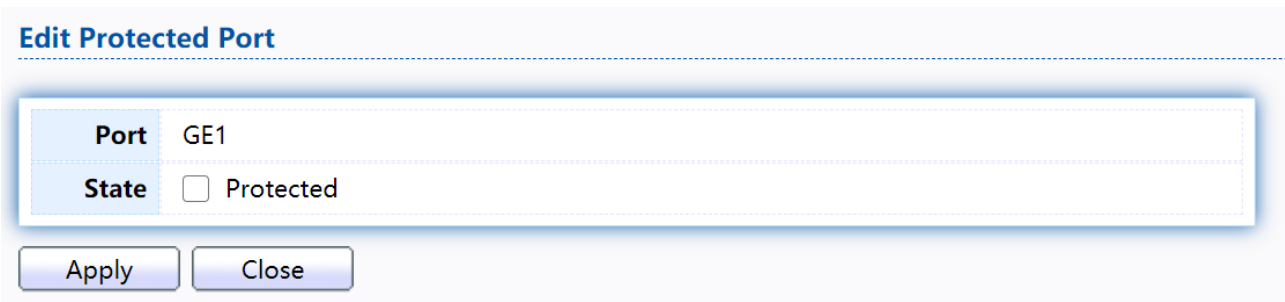 Edit Protected Port
Port GE1
State Protected
Apply Close